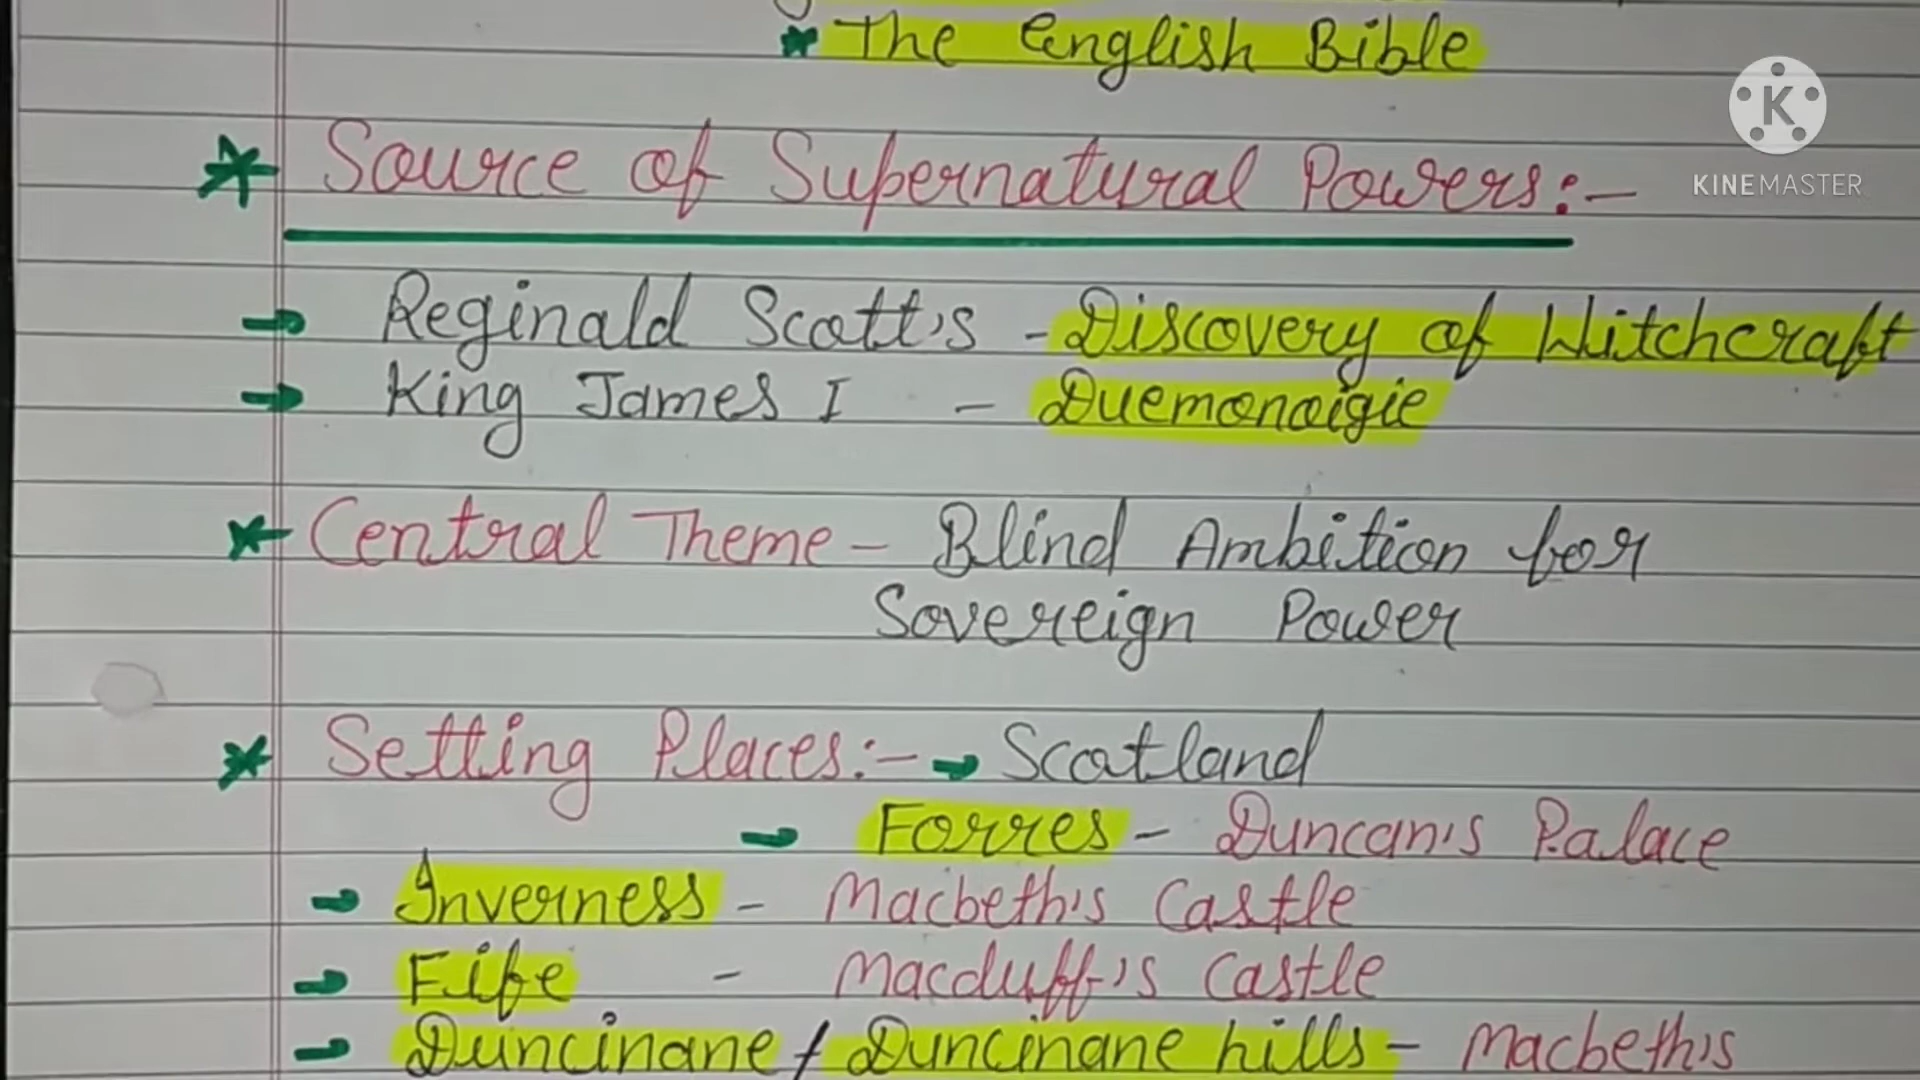 * The English Bible
K
KINEMASTER
* Source of Supernatural Powers:-
→ Reginald Scott's - Discovery of Witchcraft
→ King James I - Duemonoigie
* Central Theme - Blind Ambition for
Sovereign Power
* Setting Places:- → Scotland
→ Forres - Duncan's Palace
→ Inverness - Macbeth's Castle
→ Fife - Macduff's Castle
→ Duncinane / Duncinane hills - Macbeth's